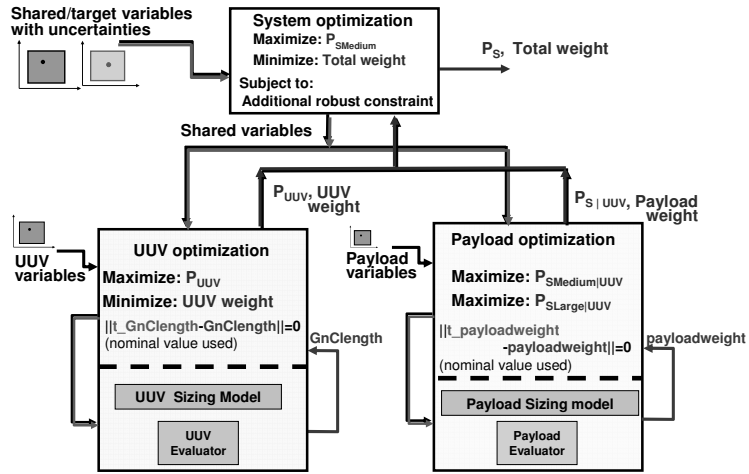 Shared/target variables
with uncertainties
System optimization
Maximize: P_SMedium
Minimize: Total weight
Subject to:
Additional robust constraint
P_S, Total weight
Shared variables
P_UUV, UUV
weight
P_S | UUV, Payload
weight
UUV
variables
UUV optimization
Maximize: P_UUV
Minimize: UUV weight
||t_GnClength-GnClength||=0
(nominal value used)
GnClength
UUV Sizing Model
UUV
Evaluator
Payload
variables
Payload optimization
Maximize: P_SMedium|UUV
Maximize: P_SLarge|UUV
||t_payloadweight
-payloadweight||=0
(nominal value used)
payloadweight
Payload Sizing model
Payload
Evaluator